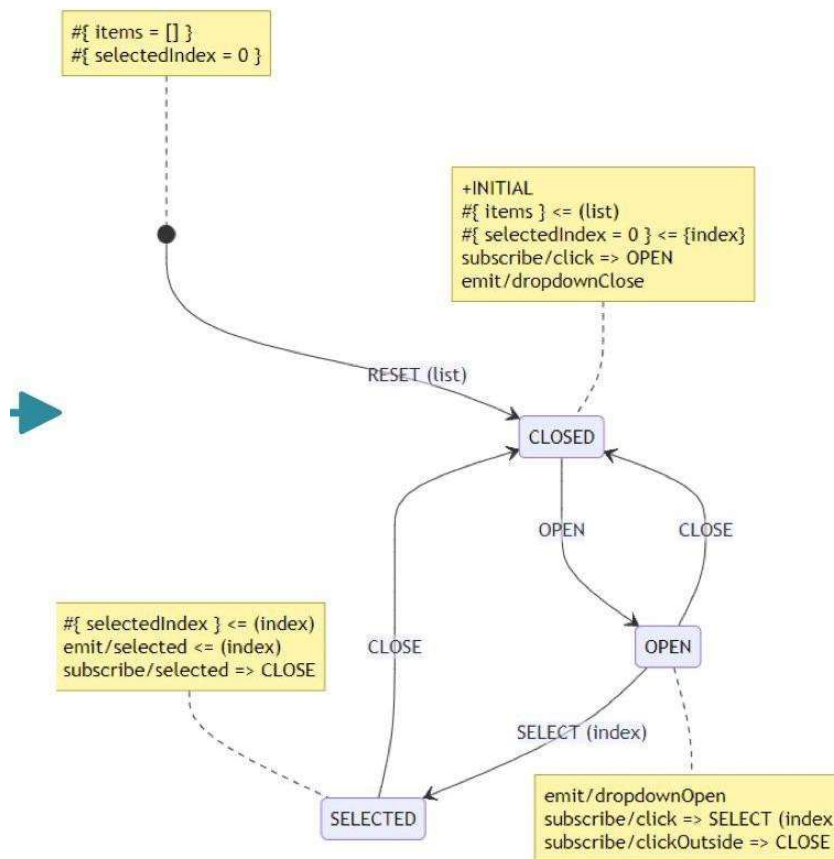 #{ items = [] }
#{ selectedIndex = 0 }
+INITIAL
#{ items } <= (list)
#{ selectedIndex = 0 } <= {index}
subscribe/click => OPEN
emit/dropdownClose
RESET (list)
CLOSED
OPEN
CLOSE
#{ selectedIndex } <= (index)
emit/selected <= (index)
subscribe/selected => CLOSE
CLOSE
OPEN
SELECT (index)
SELECTED
emit/dropdownOpen
subscribe/click => SELECT (index
subscribe/clickOutside => CLOSE